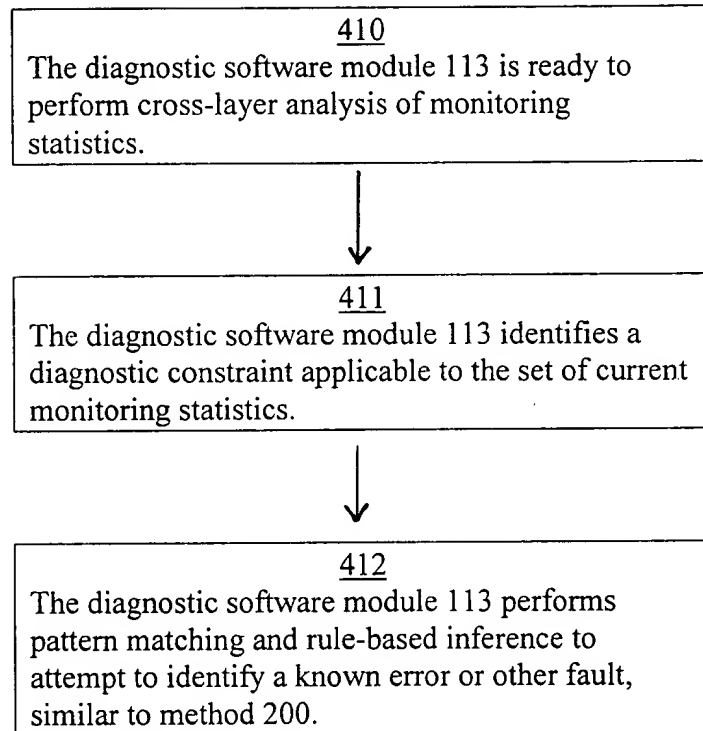 410
The diagnostic software module 113 is ready to
perform cross-layer analysis of monitoring
statistics.
411
The diagnostic software module 113 identifies a
diagnostic constraint applicable to the set of current
monitoring statistics.
412
The diagnostic software module 113 performs
pattern matching and rule-based inference to
attempt to identify a known error or other fault,
similar to method 200.